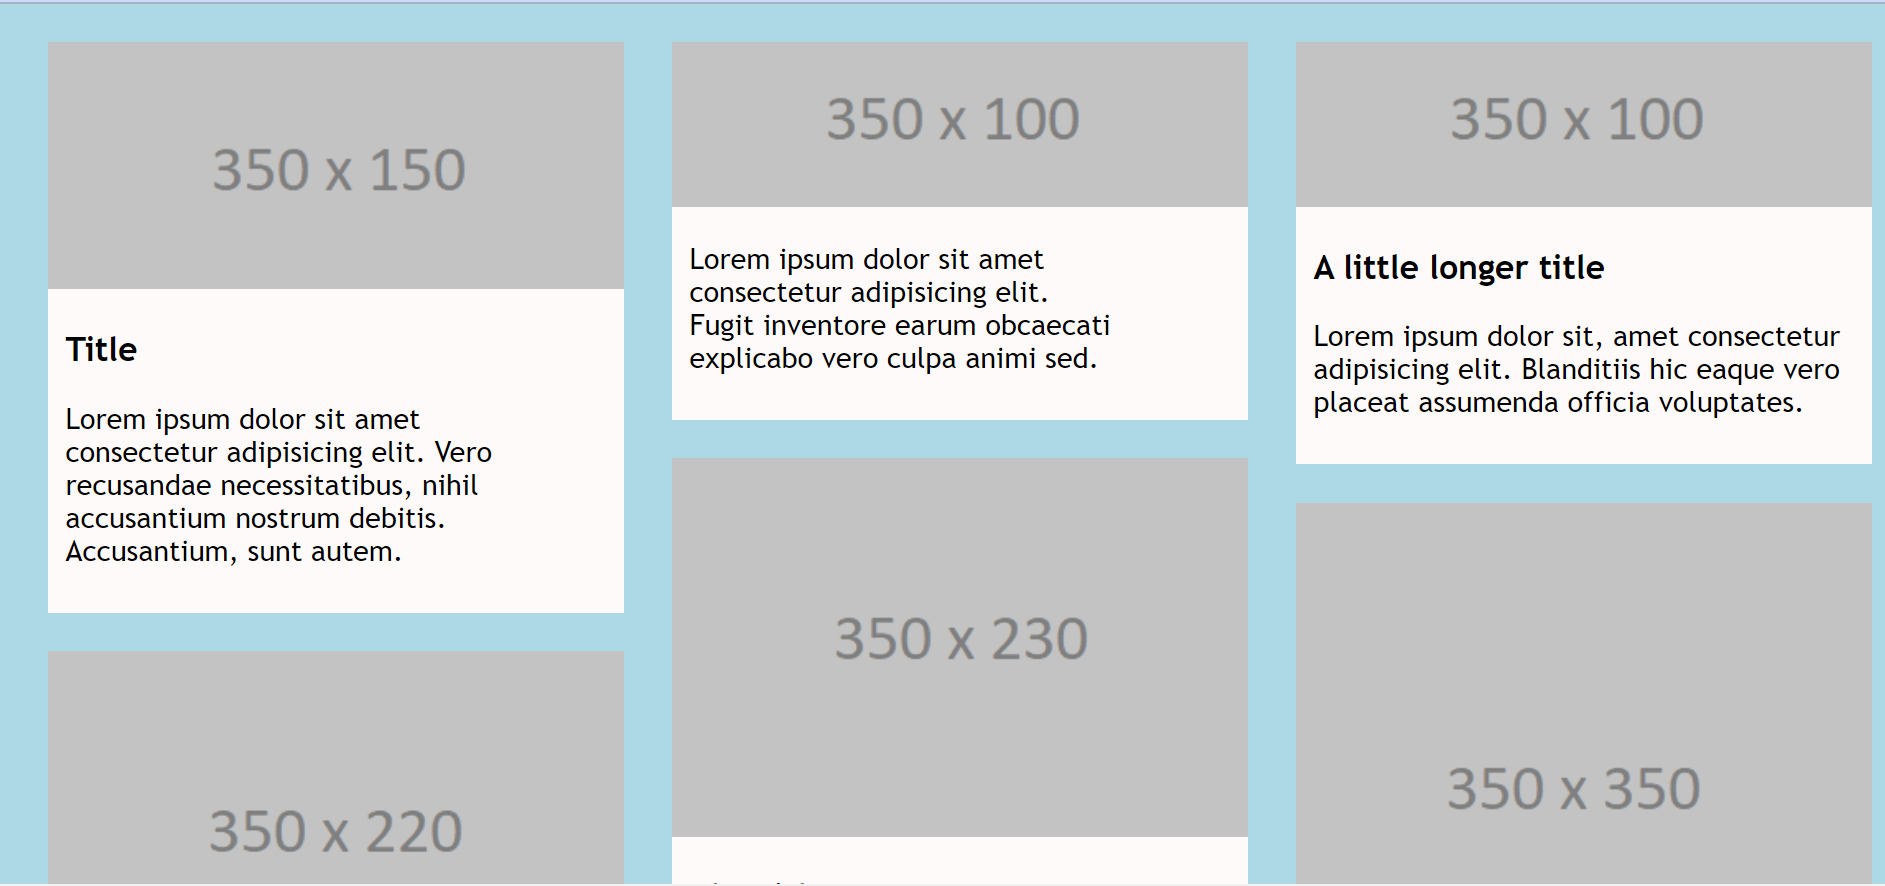 350 x 150
Title
Lorem ipsum dolor sit amet
consectetur adipisicing elit. Vero
recusandae necessitatibus, nihil
accusantium nostrum debitis.
Accusantium, sunt autem.
350 x 220
350 x 100
Lorem ipsum dolor sit amet
consectetur adipisicing elit.
Fugit inventore earum obcaecati
explicabo vero culpa animi sed.
350 x 230
350 x 100
A little longer title
Lorem ipsum dolor sit, amet consectetur
adipisicing elit. Blanditiis hic eaque vero
placeat assumenda officia voluptates.
350 x 350